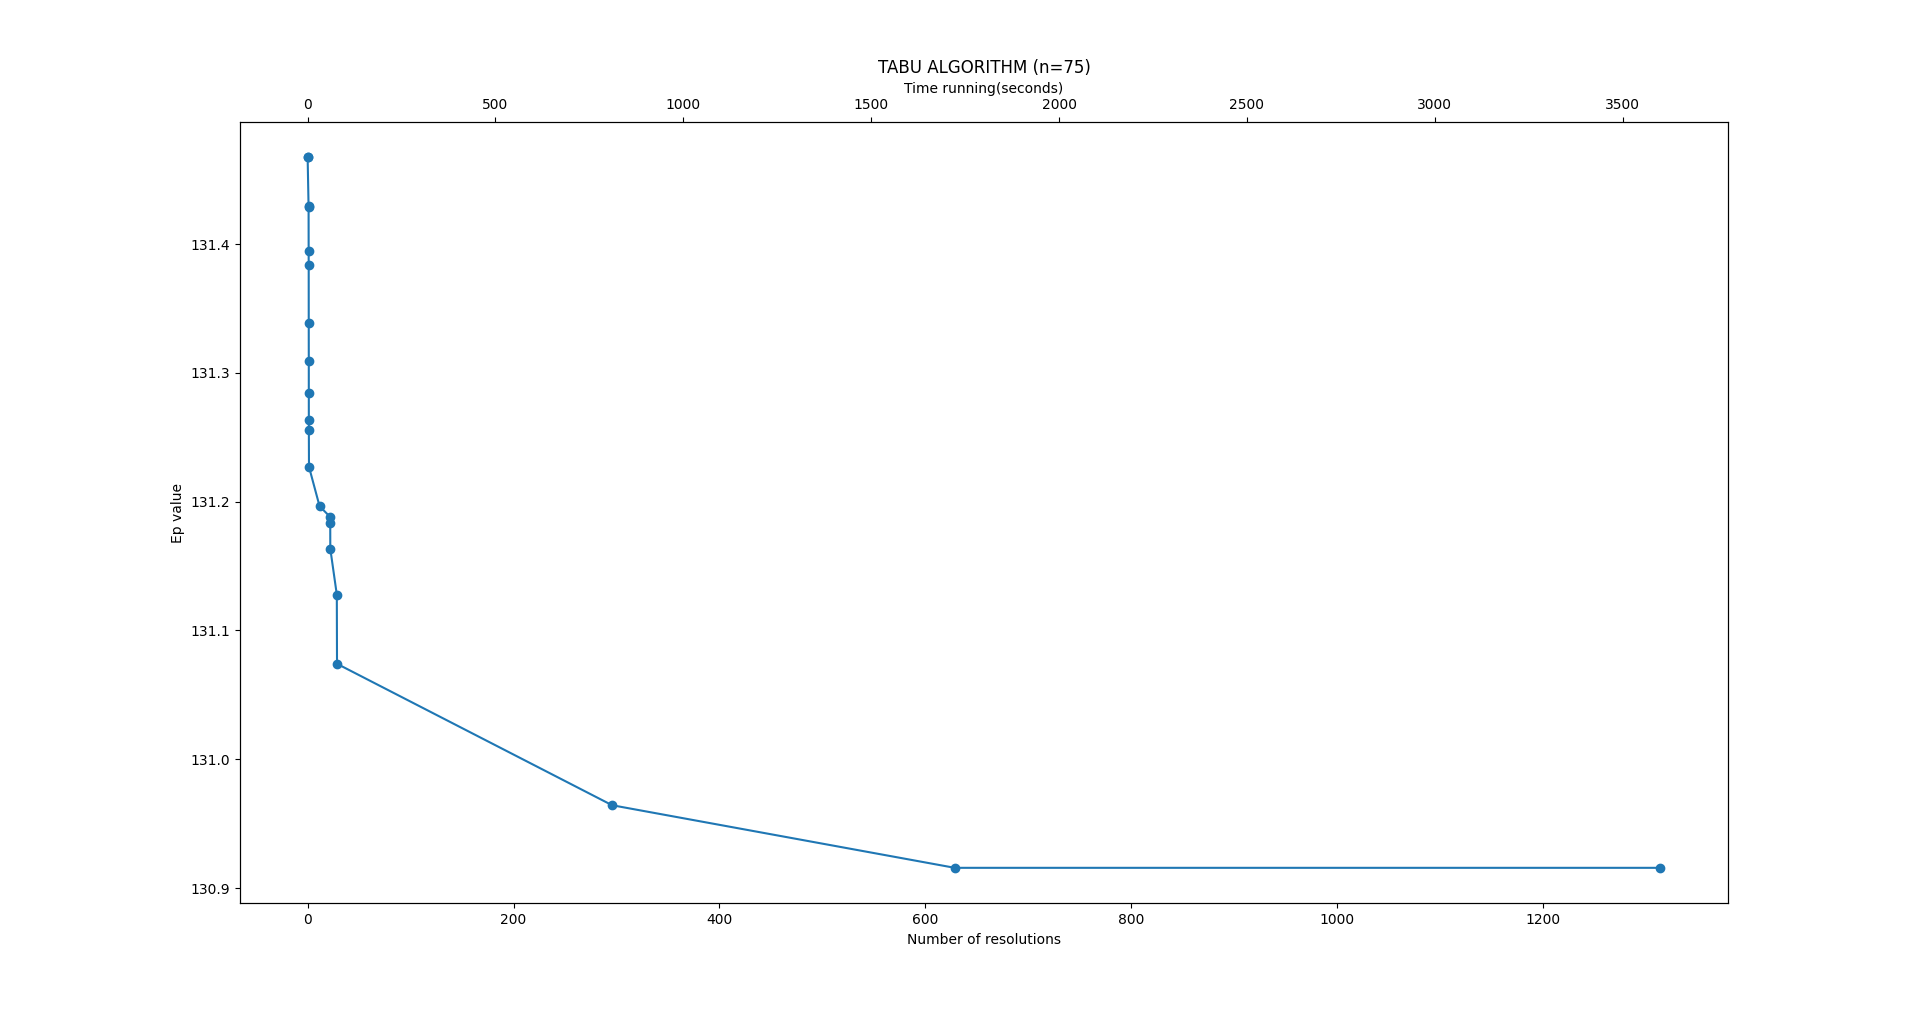 TABU ALGORITHM (n=75)
Time running(seconds)
0 500 1000 1500 2000 2500 3000 3500
131.4
131.3
131.2
131.1
131.0
130.9
Ep value
0 200 400 600 800 1000 1200
Number of resolutions